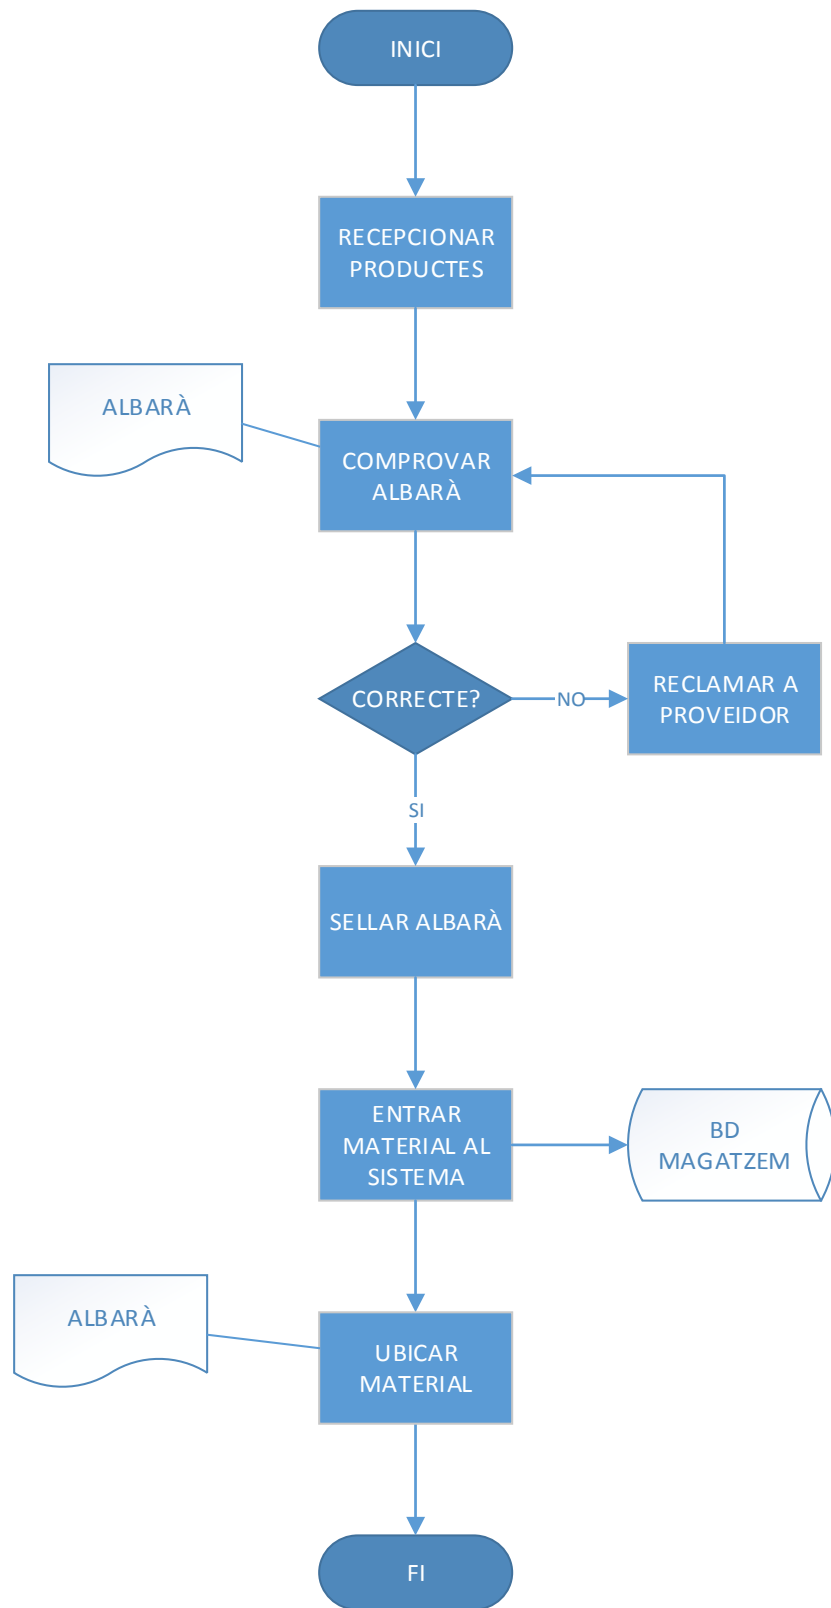 INICI
RECEPCIONAR
PRODUCTES
ALBARÀ
COMPROVAR
ALBARÀ
CORRECTE?
NO
RECLAMAR A
PROVEIDOR
SI
SELLAR ALBARÀ
ENTRAR
MATERIAL AL
SISTEMA
BD
MAGATZEM
ALBARÀ
UBICAR
MATERIAL
FI